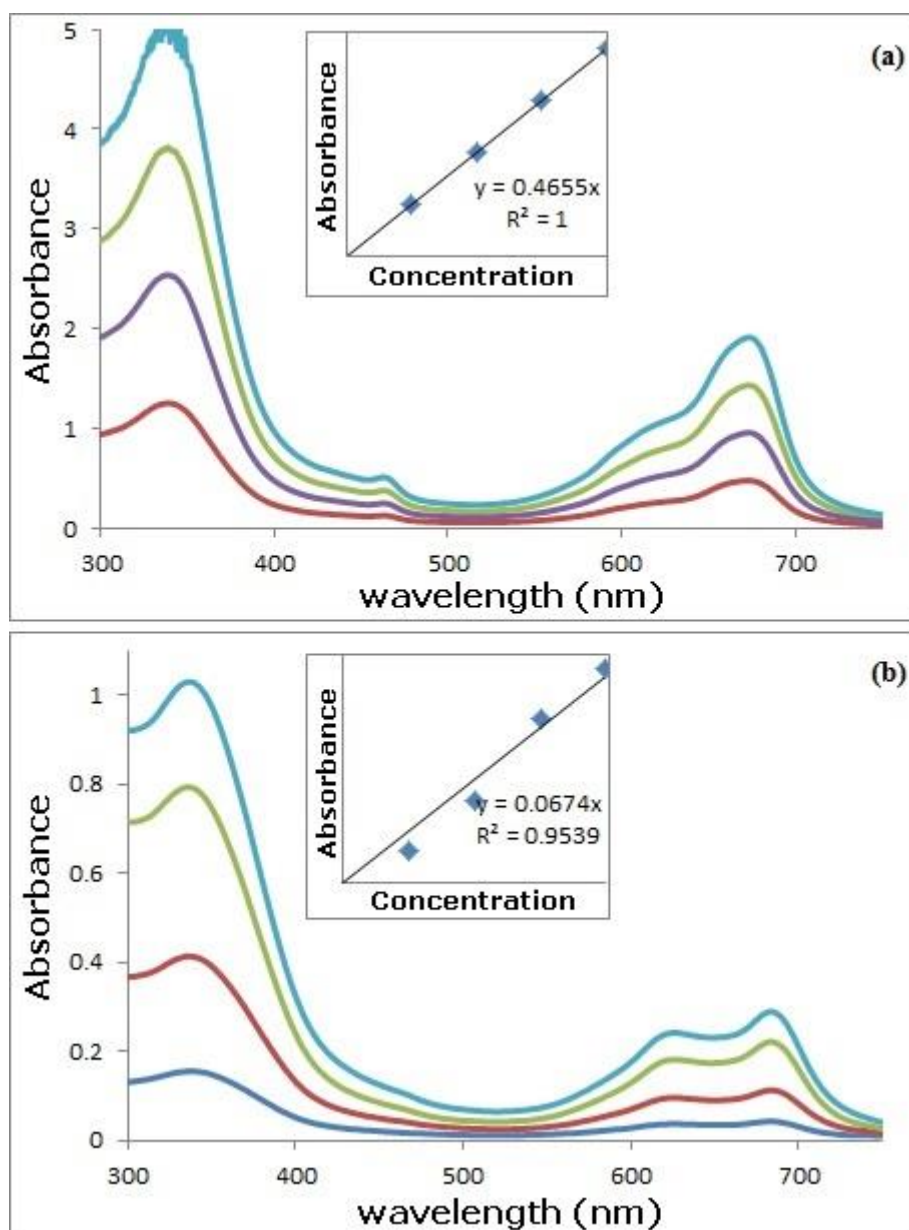 5
4
3
2
1
0
Absorbance
300 400 500 600 700
wavelength (nm)
(a)
Absorbance
y = 0.4655x
R² = 1
Concentration
1
0.8
0.6
0.4
0.2
0
Absorbance
300 400 500 600 700
wavelength (nm)
(b)
Absorbance
y = 0.0674x
R² = 0.9539
Concentration